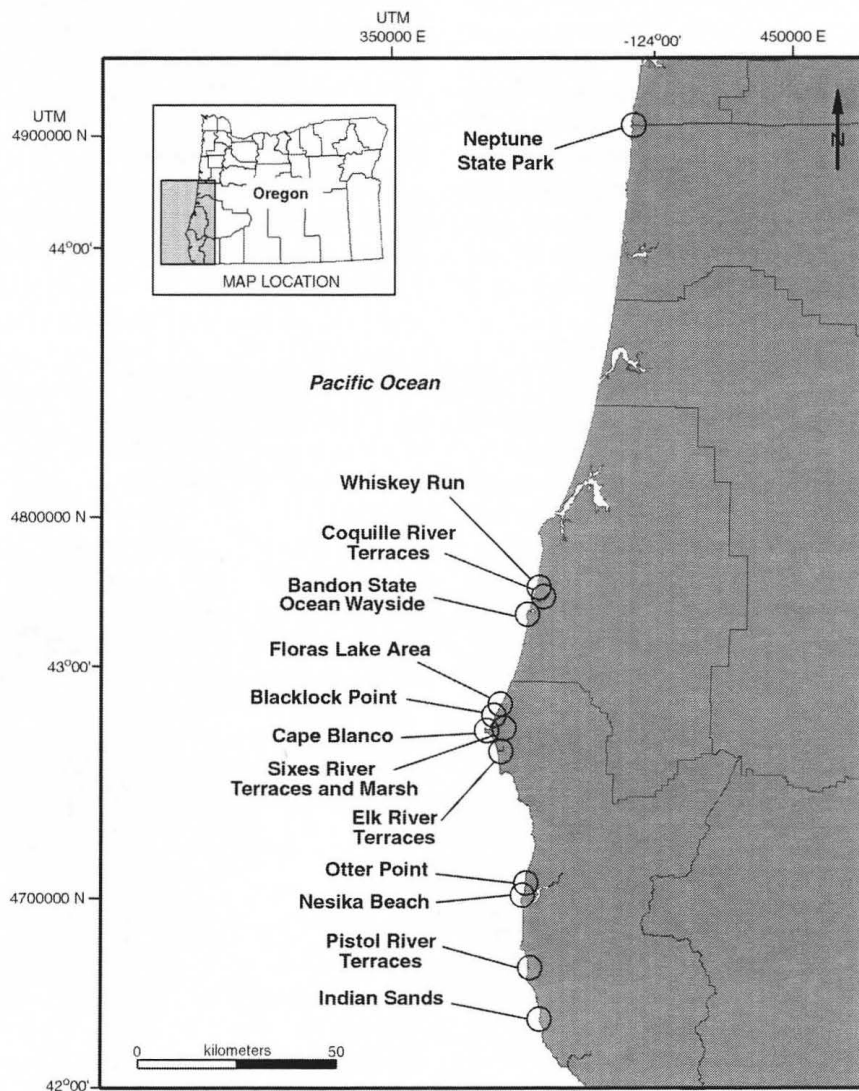 UTM
350000 E
-124°00'
450000 E
UTM
4900000 N
N
Neptune
State Park
Oregon
MAP LOCATION
44°00'
Pacific Ocean
Whiskey Run
4800000 N
Coquille River
Terraces
Bandon State
Ocean Wayside
Floras Lake Area
43°00'
Blacklock Point
Cape Blanco
Sixes River
Terraces and Marsh
Elk River
Terraces
Otter Point
4700000 N
Nesika Beach
Pistol River
Terraces
Indian Sands
0 kilometers 50
42°00'